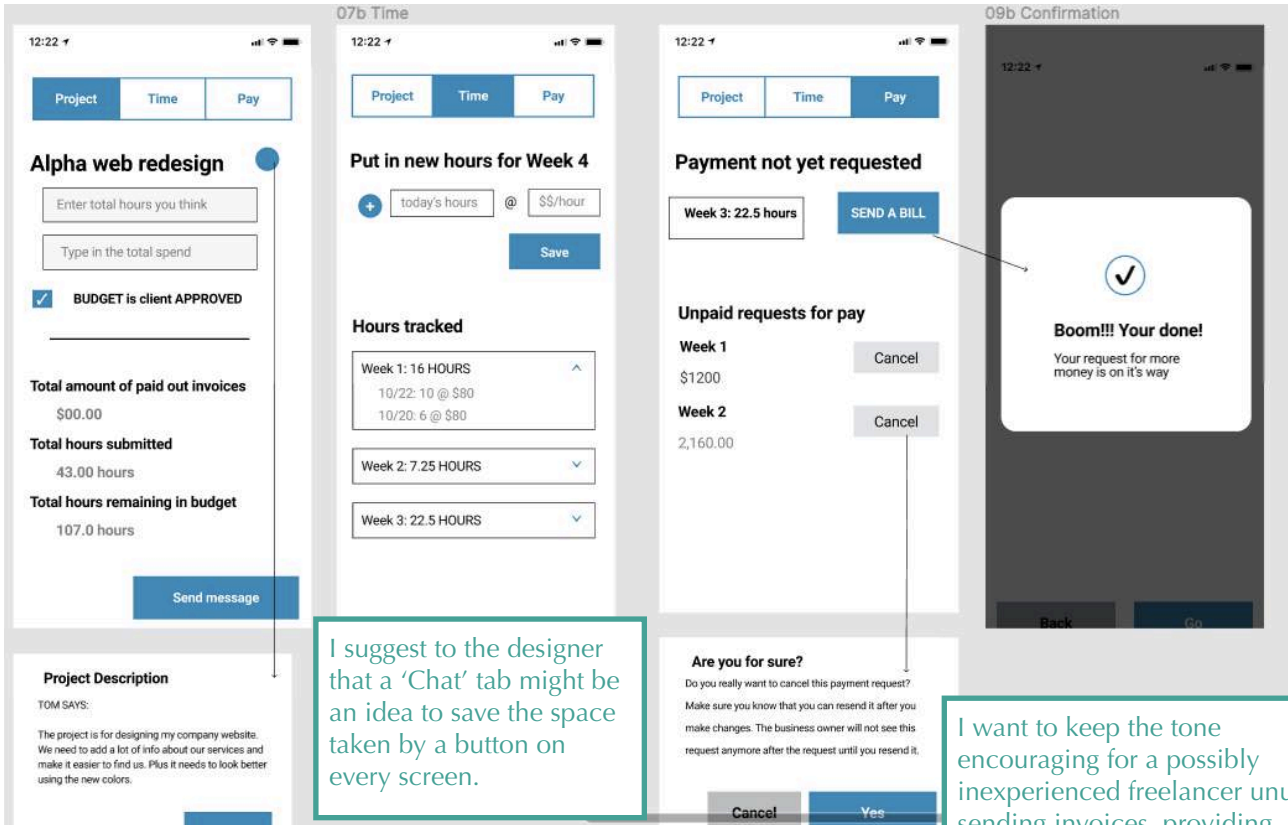 07b Time
09b Confirmation
12:22
Project
Time
Pay
Alpha web redesign
Enter total hours you think
Type in the total spend
BUDGET is client APPROVED
Total amount of paid out invoices
$00.00
Total hours submitted
43.00 hours
Total hours remaining in budget
107.0 hours
Send message
Project Description
TOM SAYS:
The project is for designing my company website.
We need to add a lot of info about our services and
make it easier to find us. Plus it needs to look better
using the new colors.
12:22
Project
Time
Pay
Put in new hours for Week 4
today's hours
@
$$/hour
Save
Hours tracked
Week 1: 16 HOURS
10/22: 10 @ $80
10/20: 6 @ $80
Week 2: 7.25 HOURS
Week 3: 22.5 HOURS
I suggest to the designer
that a ‘Chat’ tab might be
an idea to save the space
taken by a button on
every screen.
12:22
Project
Time
Pay
Payment not yet requested
Week 3: 22.5 hours
SEND A BILL
Unpaid requests for pay
Week 1
Cancel
$1200
Week 2
Cancel
2,160.00
Are you for sure?
Do you really want to cancel this payment request?
Make sure you know that you can resend it after you
make changes. The business owner will not see this
request anymore after the request until you resend it.
Cancel
Yes
12:22
Boom!!! Your done!
Your request for more
money is on it's way
Back
Go
I want to keep the tone
encouraging for a possibly
inexperienced freelancer
sending invoices, providing